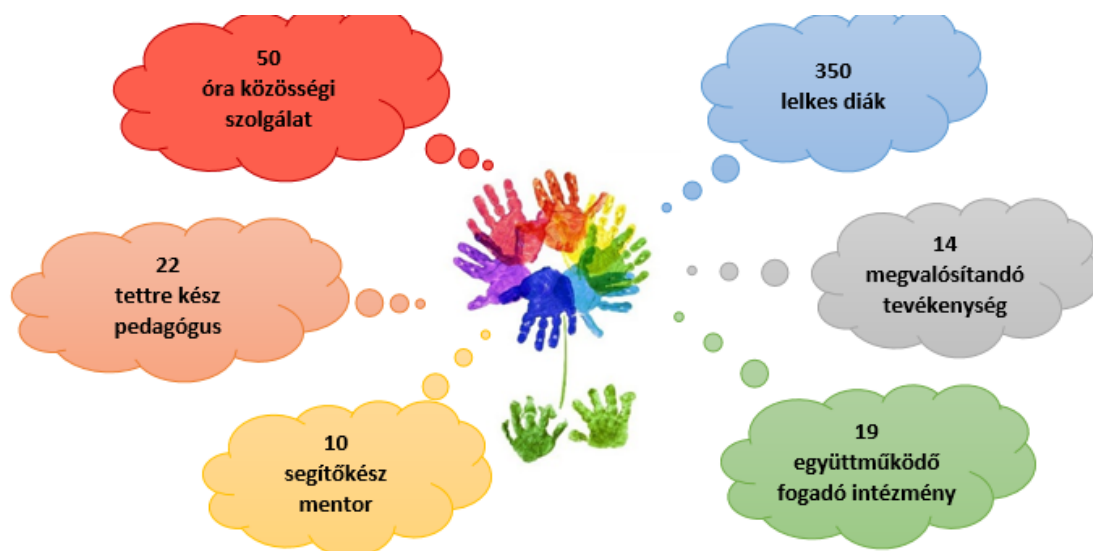 50
óra közösségi
szolgálat
350
lelkes diák
22
tettre kész
pedagógus
14
megvalósítandó
tevékenység
10
segítőkész
mentor
19
együttműködő
fogadó intézmény